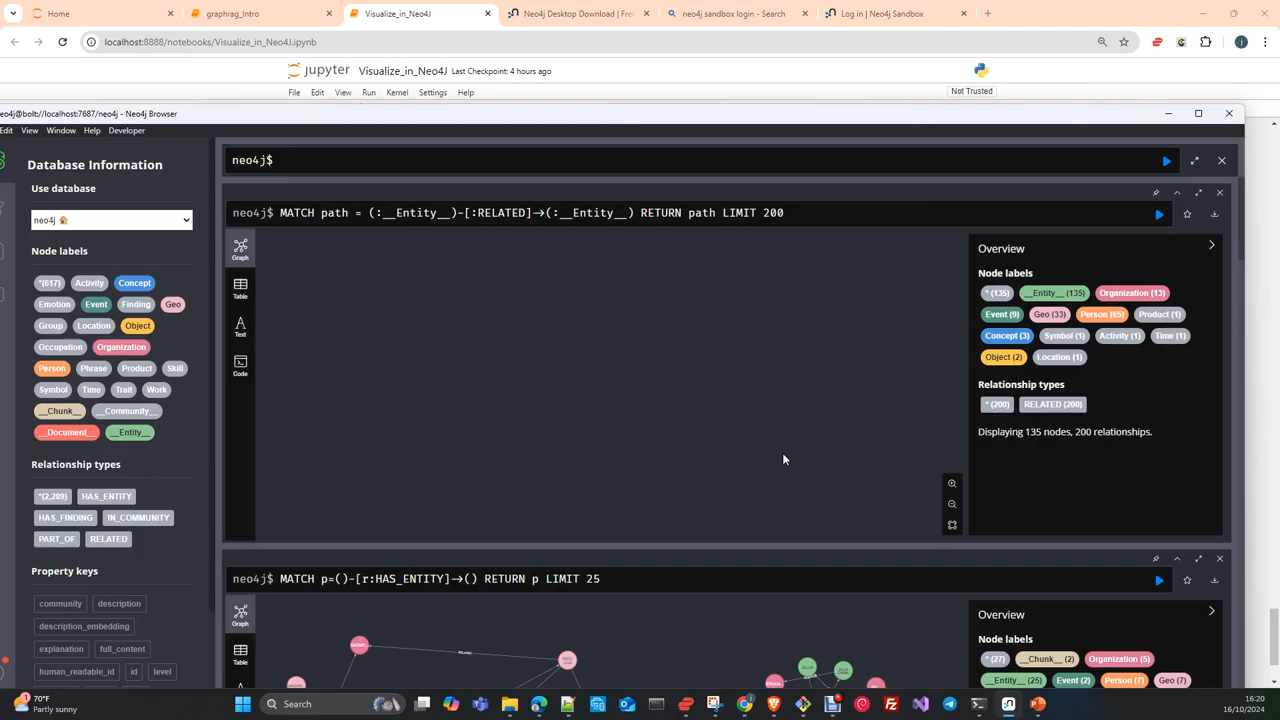 Home
graphrag_Intro
Visualize_in_Neo4J
Neo4j Desktop Download | Free
neo4j sandbox login - Search
Log in | Neo4j Sandbox
localhost:8888/notebooks/Visualize_in_Neo4J.ipynb
jupyter Visualize_in_Neo4J Last Checkpoint: 4 hours ago
File Edit View Run Kernel Settings Help
Not Trusted
neo4j@bolt://localhost:7687/neo4j - Neo4j Browser
Edit View Window Help Developer
Database Information
Use database
neo4j
Node labels
*(617) Activity Concept
Emotion Event Finding Geo
Group Location Object
Occupation Organization
Person Phrase Product Skill
Symbol Time Trait Work
__Chunk__ __Community__
__Document__ __Entity__
Relationship types
*(2,289) HAS_ENTITY
HAS_FINDING IN_COMMUNITY
PART_OF RELATED
Property keys
community description
description_embedding
explanation full_content
human_readable_id id level
neo4j$
neo4j$ MATCH path = (:__Entity__)-[:RELATED]→(:__Entity__) RETURN path LIMIT 200
Graph
Table
Text
Code
Overview
Node labels
* (135) __Entity__ (135) Organization (13)
Event (9) Geo (33) Person (65) Product (1)
Concept (3) Symbol (1) Activity (1) Time (1)
Object (2) Location (1)
Relationship types
* (200) RELATED (200)
Displaying 135 nodes, 200 relationships.
neo4j$ MATCH p=()-[r:HAS_ENTITY]→() RETURN p LIMIT 25
Graph
Table
Overview
Node labels
* (27) __Chunk__ (2) Organization (5)
__Entity__ (25) Event (2) Person (7) Geo (7)
70°F
Partly sunny
Search
16:20
16/10/2024